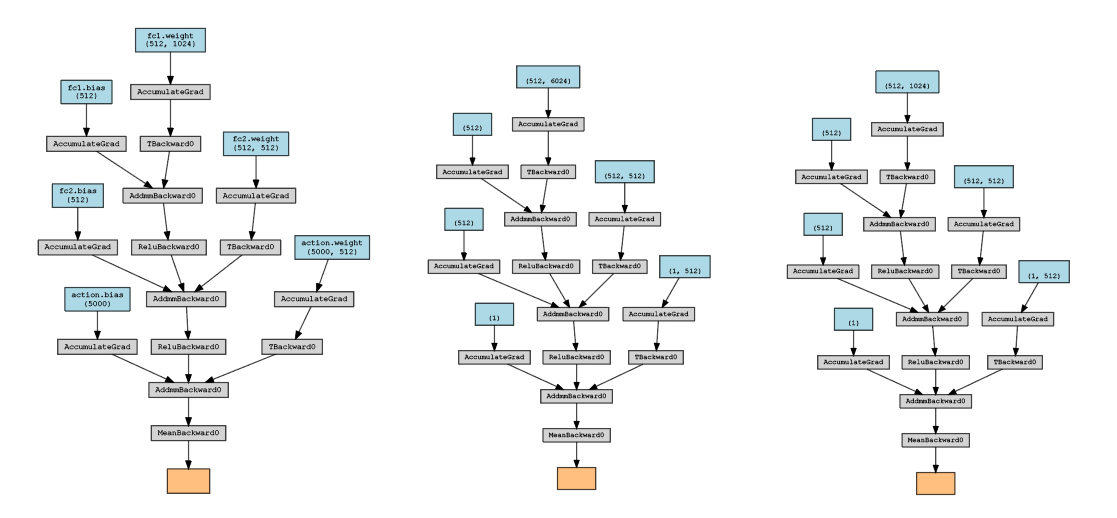 fc1.weight
(512, 1024)
AccumulateGrad
fc1.bias
(512)
AccumulateGrad
TBackward0
fc2.weight
(512, 512)
AddmmBackward0
AccumulateGrad
fc2.bias
(512)
AccumulateGrad
ReluBackward0
TBackward0
action.weight
(5000, 512)
AddmmBackward0
AccumulateGrad
action.bias
(5000)
AccumulateGrad
ReluBackward0
TBackward0
AddmmBackward0
MeanBackward0
(512, 6024)
AccumulateGrad
(512)
AccumulateGrad
TBackward0
(512, 512)
AddmmBackward0
AccumulateGrad
(512)
AccumulateGrad
ReluBackward0
TBackward0
(1, 512)
AddmmBackward0
AccumulateGrad
(1)
AccumulateGrad
ReluBackward0
TBackward0
AddmmBackward0
MeanBackward0
(512, 1024)
AccumulateGrad
(512)
AccumulateGrad
TBackward0
(512, 512)
AddmmBackward0
AccumulateGrad
(512)
AccumulateGrad
ReluBackward0
TBackward0
(1, 512)
AddmmBackward0
AccumulateGrad
(1)
AccumulateGrad
ReluBackward0
TBackward0
AddmmBackward0
MeanBackward0